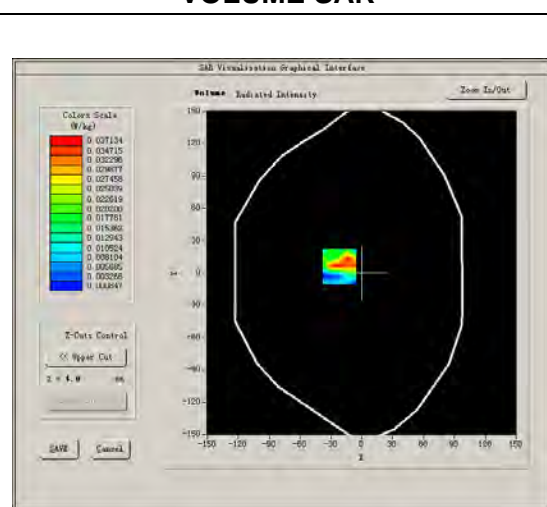 VOLUME SAR
SAR Visualisation Graphical Interface
Volume Radiated Intensity
Zoom In/Out
Colors Scale
(W/kg)
0.037134
0.034715
0.032296
0.029877
0.027458
0.025039
0.022619
0.020200
0.017781
0.015362
0.012943
0.010524
0.008104
0.005685
0.003266
0.000847
150
120
90
60
30
0
-30
-60
-90
-120
-150
Y
-150 -120 -90 -60 -30 0 30 60 90 120 150
X
Z-Cuts Control
<< Upper Cut
Z = 4.0 mm
SAVE
Cancel